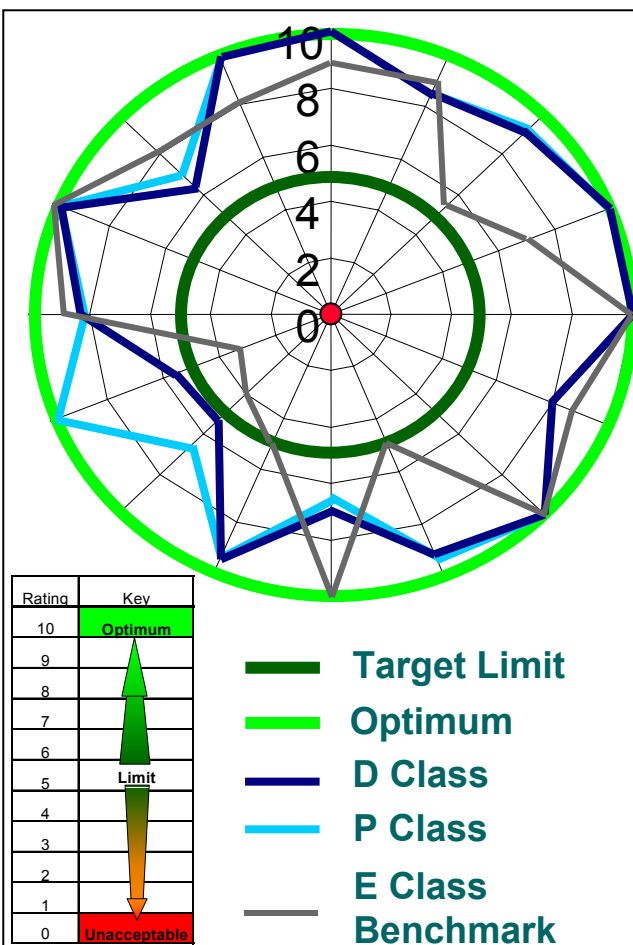 10
8
6
4
2
0
Rating Key
10 Optimum
9
8
7
6
Limit
5
4
3
2
1
0 Unacceptable
Target Limit
Optimum
D Class
P Class
E Class
Benchmark